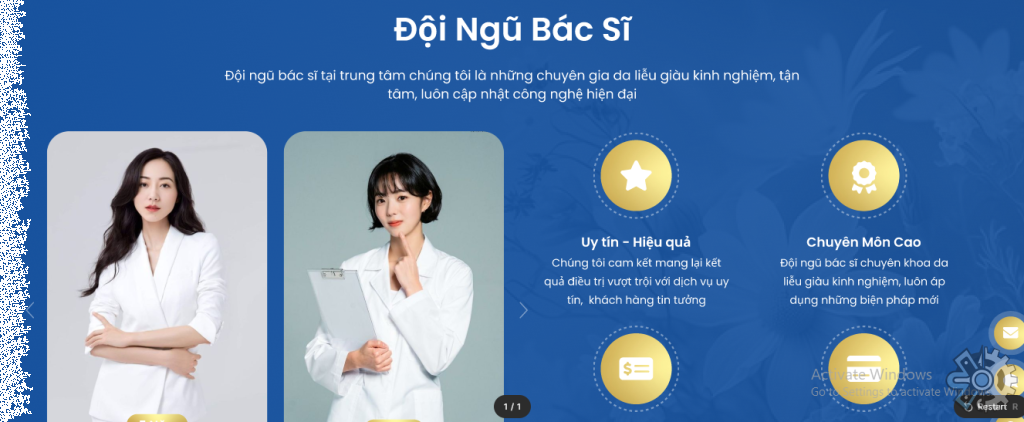 Đội Ngũ Bác Sĩ
Đội ngũ bác sĩ tại trung tâm chúng tôi là những chuyên gia da liễu giàu kinh nghiệm, tận
tâm, luôn cập nhật công nghệ hiện đại
Uy tín - Hiệu quả
Chúng tôi cam kết mang lại kết
quả điều trị vượt trội với dịch vụ uy
tín, khách hàng tin tưởng
Chuyên Môn Cao
Đội ngũ bác sĩ chuyên khoa da
liễu giàu kinh nghiệm, luôn áp
dụng những biện pháp mới
Activate Windows
Go to Settings to activate Windows
1 / 1
Restart R